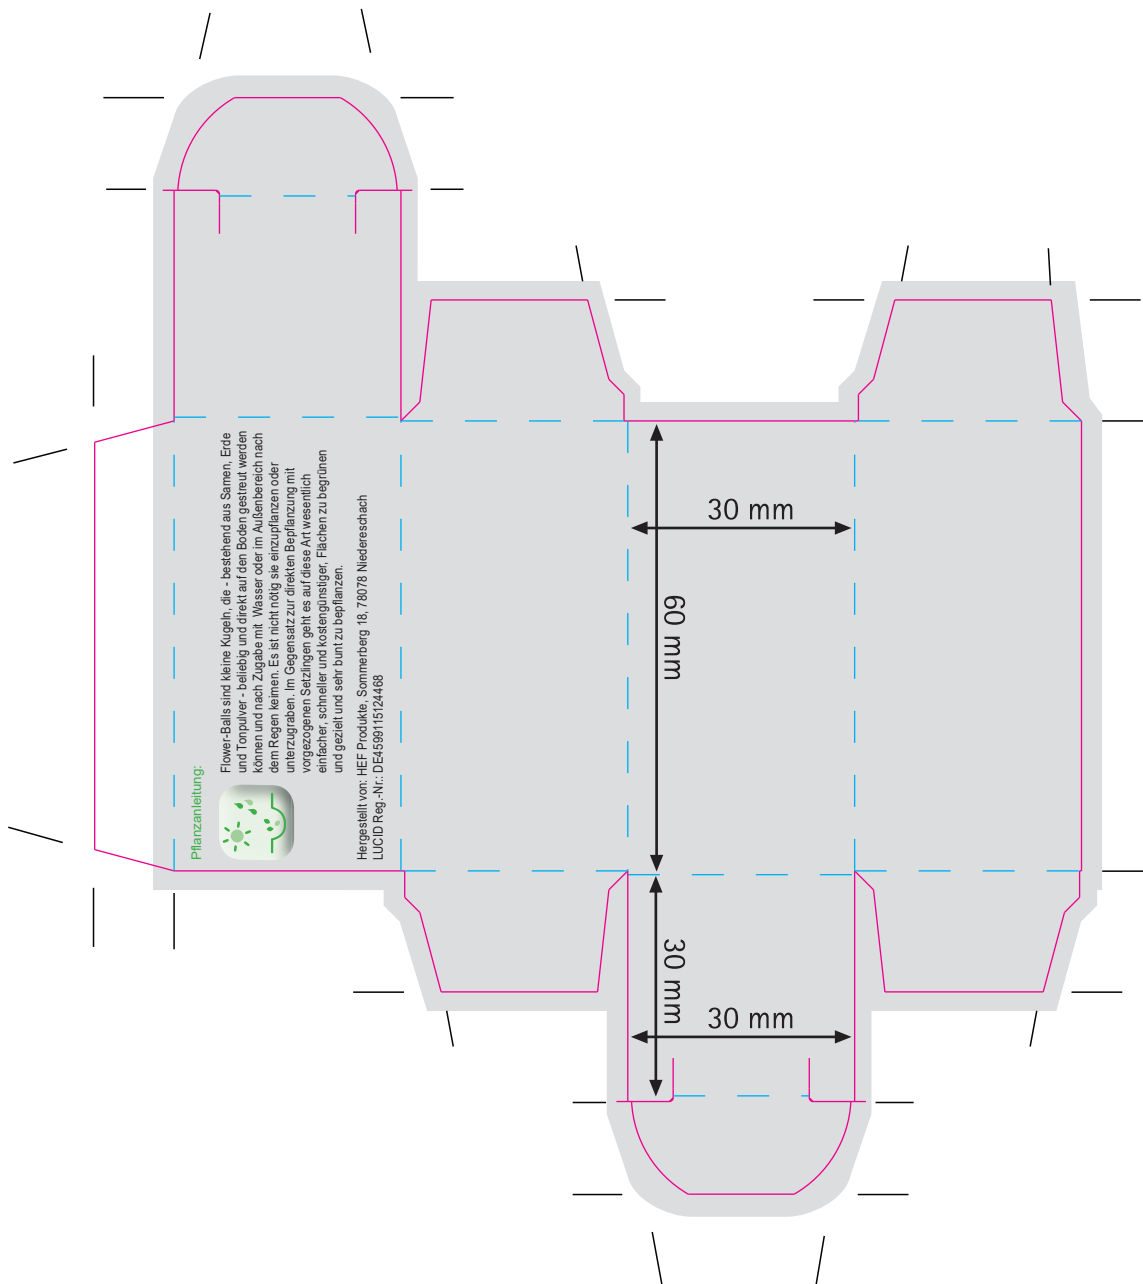 Pflanzanleitung:
Flower-Balls sind kleine Kugeln, die - bestehend aus Samen, Erde
und Tonpulver - beliebig und direkt auf den Boden gestreut werden
können und nach Zugabe mit Wasser oder im Außenbereich nach
dem Regen keimen. Es ist nicht nötig sie einzupflanzen oder
unterzugraben. Im Gegensatz zur direkten Bepflanzung mit
vorgezogenen Setzlingen geht es auf diese Art wesentlich
einfacher, schneller und kostengünstiger, Flächen zu begrünen
und gezielt und sehr bunt zu bepflanzen.
Hergestellt von: HEF Produkte, Sommerberg 18, 78078 Niedereschach
LUCID Reg.-Nr.: DE4599115124468
30 mm
60 mm
30 mm
30 mm